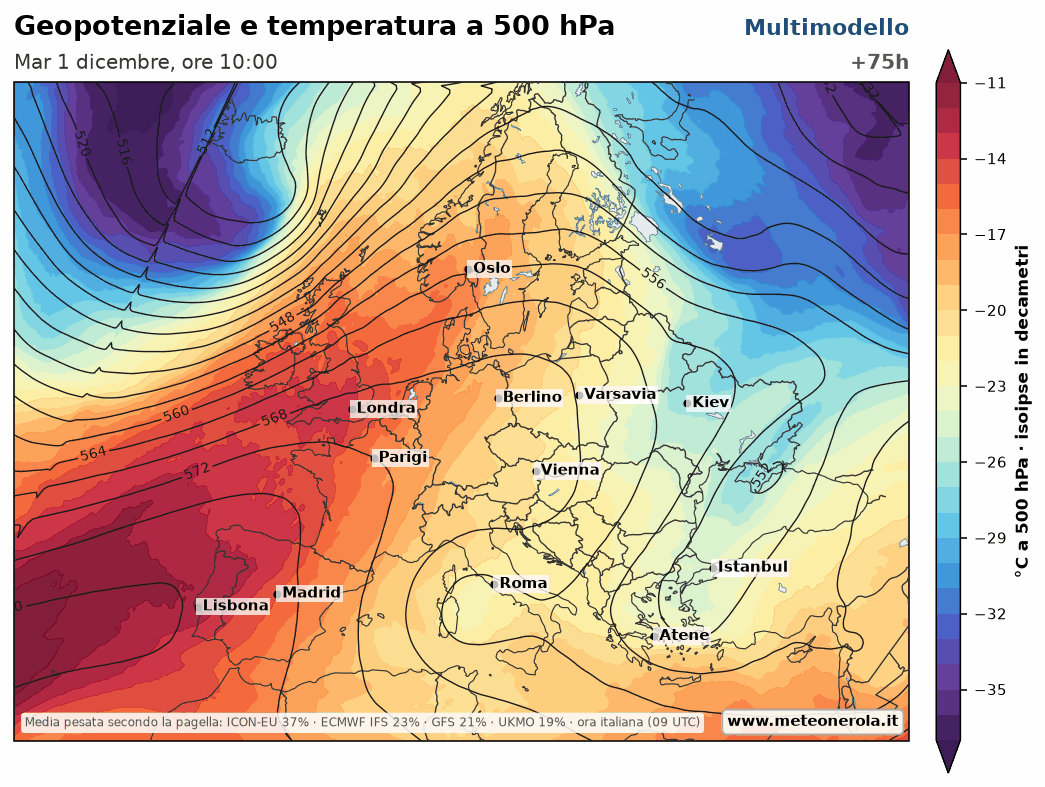 Geopotenziale e temperatura a 500 hPa
Multimodello
Mar 1 dicembre, ore 10:00
+75h
520
516
512
532
556
548
560
568
564
572
552
Oslo
Londra
Berlino
Varsavia
Kiev
Parigi
Vienna
Roma
Istanbul
Madrid
Lisbona
Atene
−11
−14
−17
−20
−23
−26
−29
−32
−35
°C a 500 hPa · isoipse in decametri
Media pesata secondo la pagella: ICON-EU 37% · ECMWF IFS 23% · GFS 21% · UKMO 19% · ora italiana (09 UTC)
www.meteonerola.it